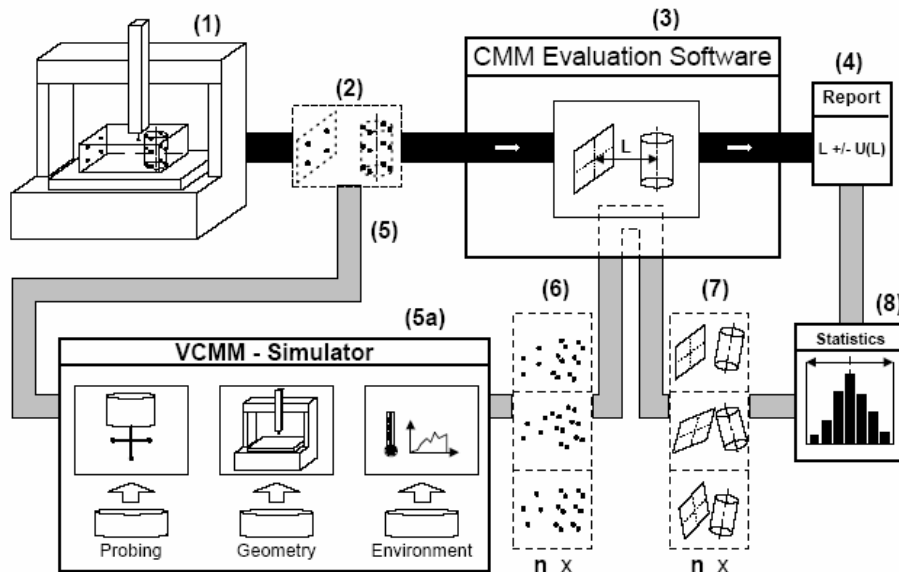 (1)
(2)
(3)
CMM Evaluation Software
L
(4)
Report
L +/- U(L)
(5)
(5a)
VCMM - Simulator
Probing
Geometry
Environment
(6)
n x
(7)
n x
(8)
Statistics